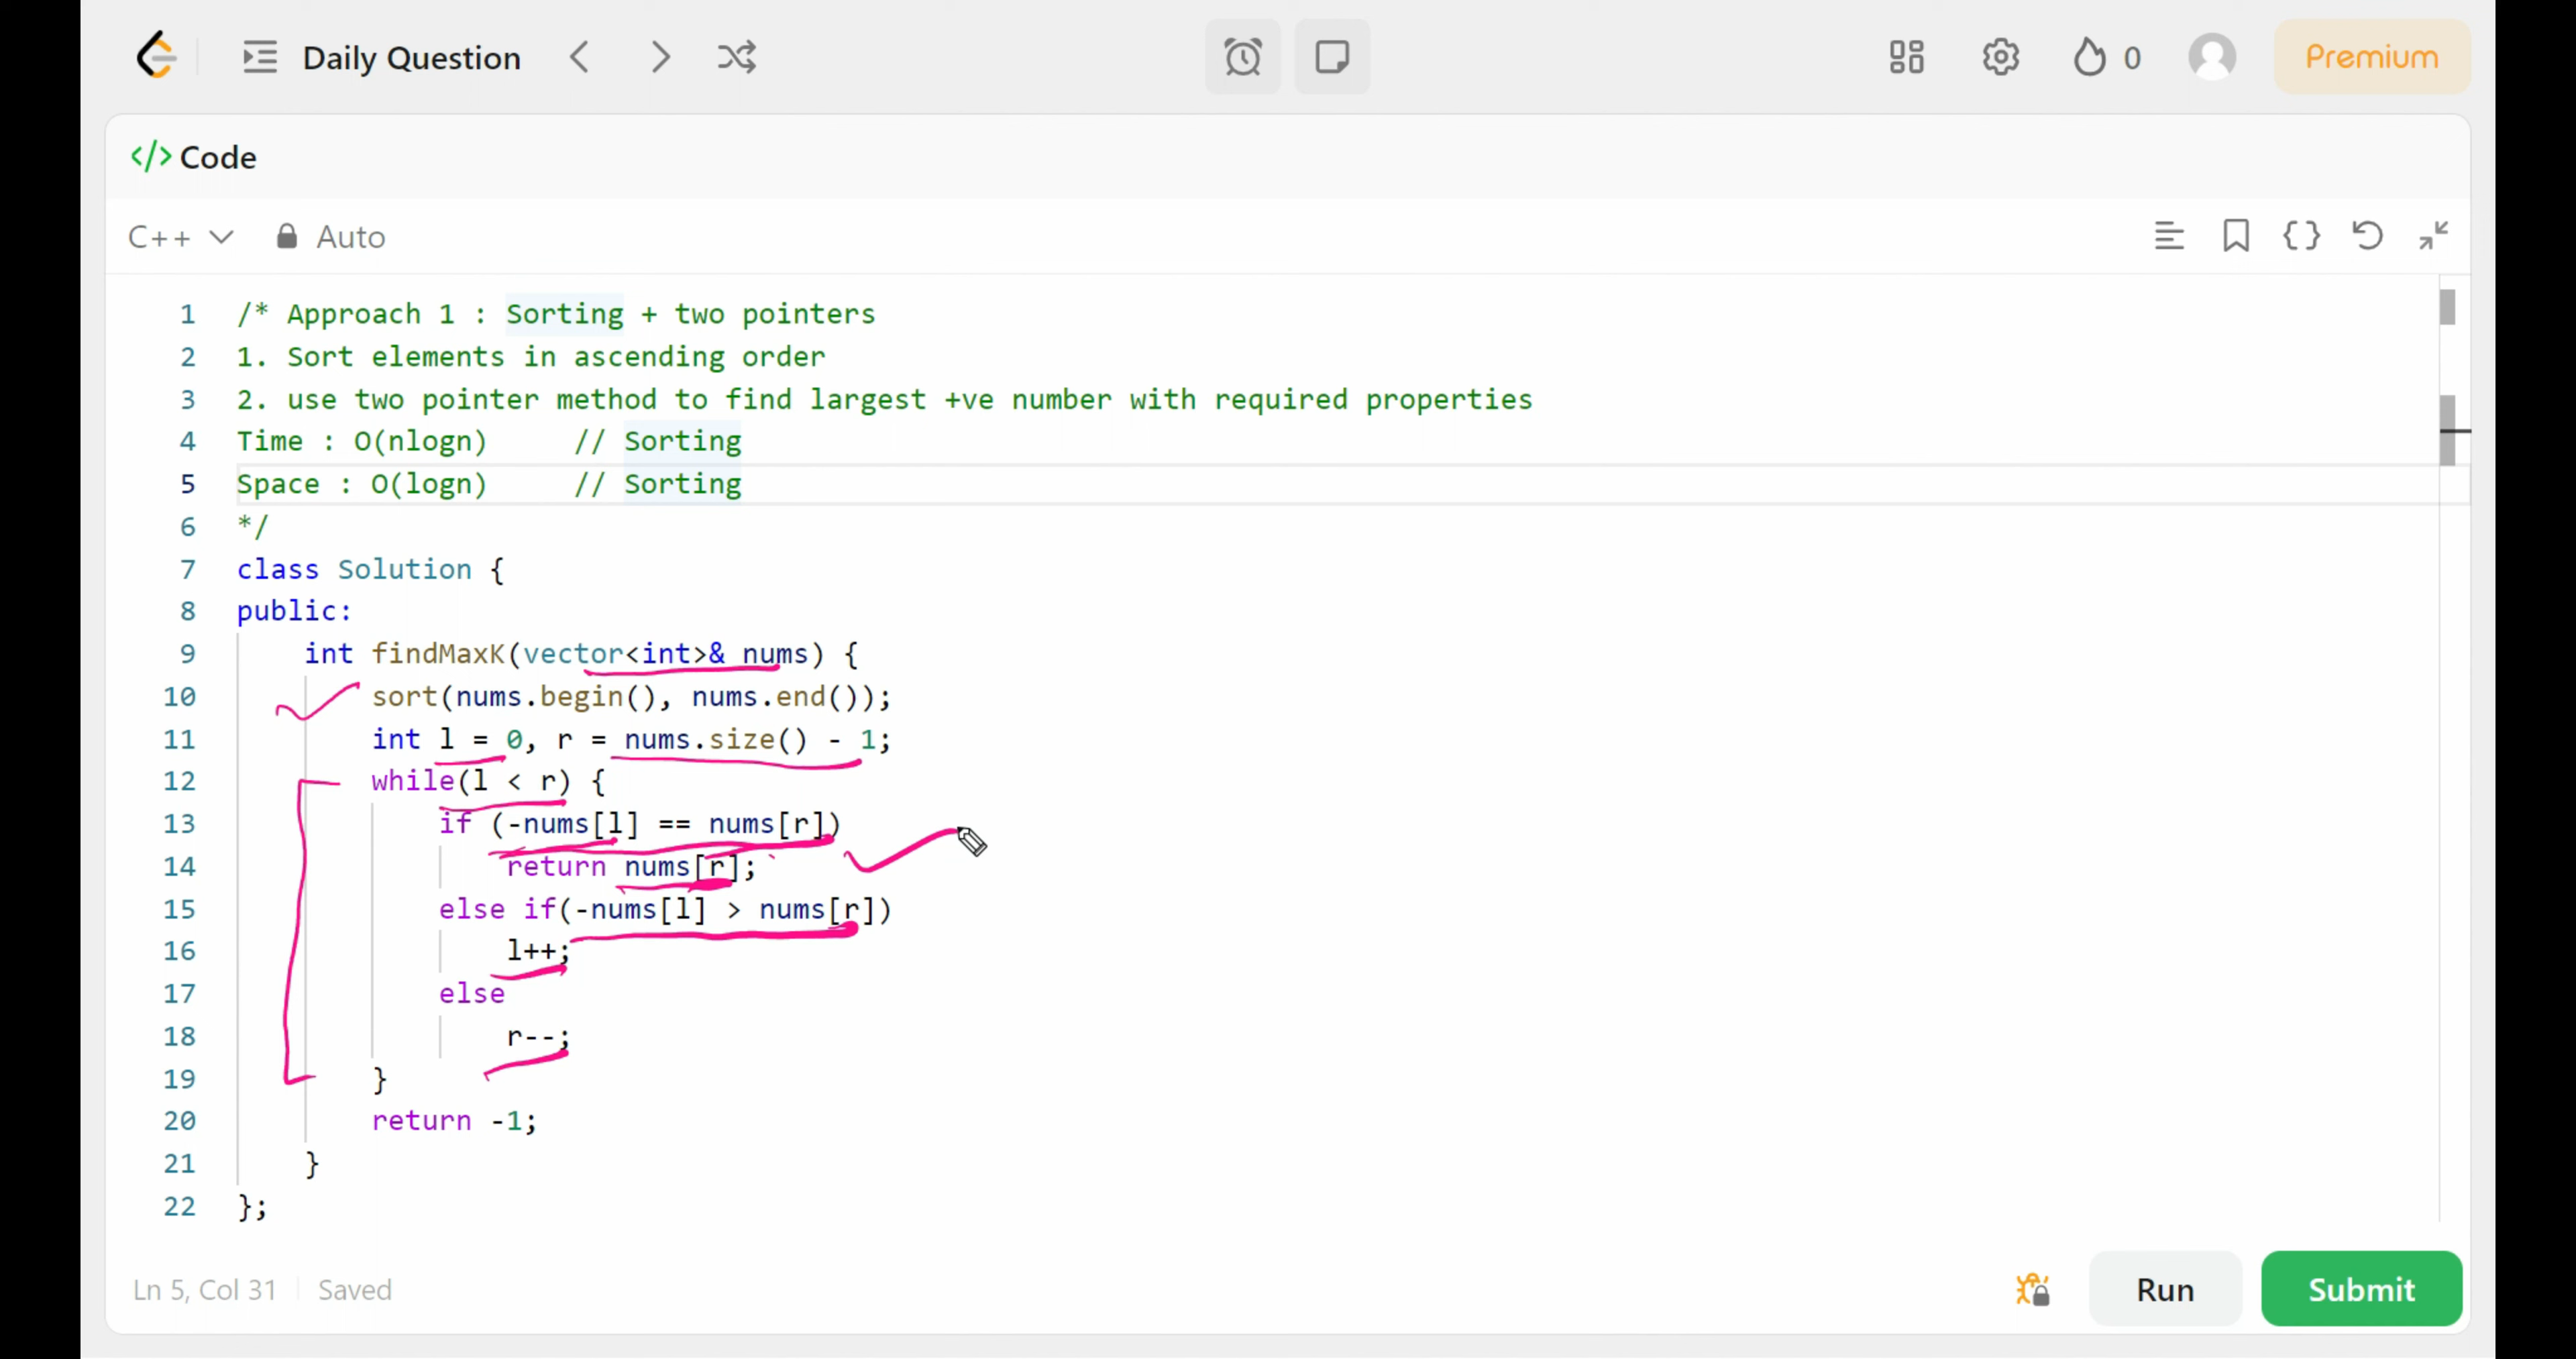 Daily Question
0
Premium
</> Code
C++
Auto
1 /* Approach 1 : Sorting + two pointers
2 1. Sort elements in ascending order
3 2. use two pointer method to find largest +ve number with required properties
4 Time : O(nlogn)     // Sorting
5 Space : O(logn)     // Sorting
6 */
7 class Solution {
8 public:
9     int findMaxK(vector<int>& nums) {
10         sort(nums.begin(), nums.end());
11         int l = 0, r = nums.size() - 1;
12         while(l < r) {
13             if (-nums[l] == nums[r])
14                 return nums[r];
15             else if(-nums[l] > nums[r])
16                 l++;
17             else
18                 r--;
19         }
20         return -1;
21     }
22 };
Ln 5, Col 31
Saved
Run
Submit